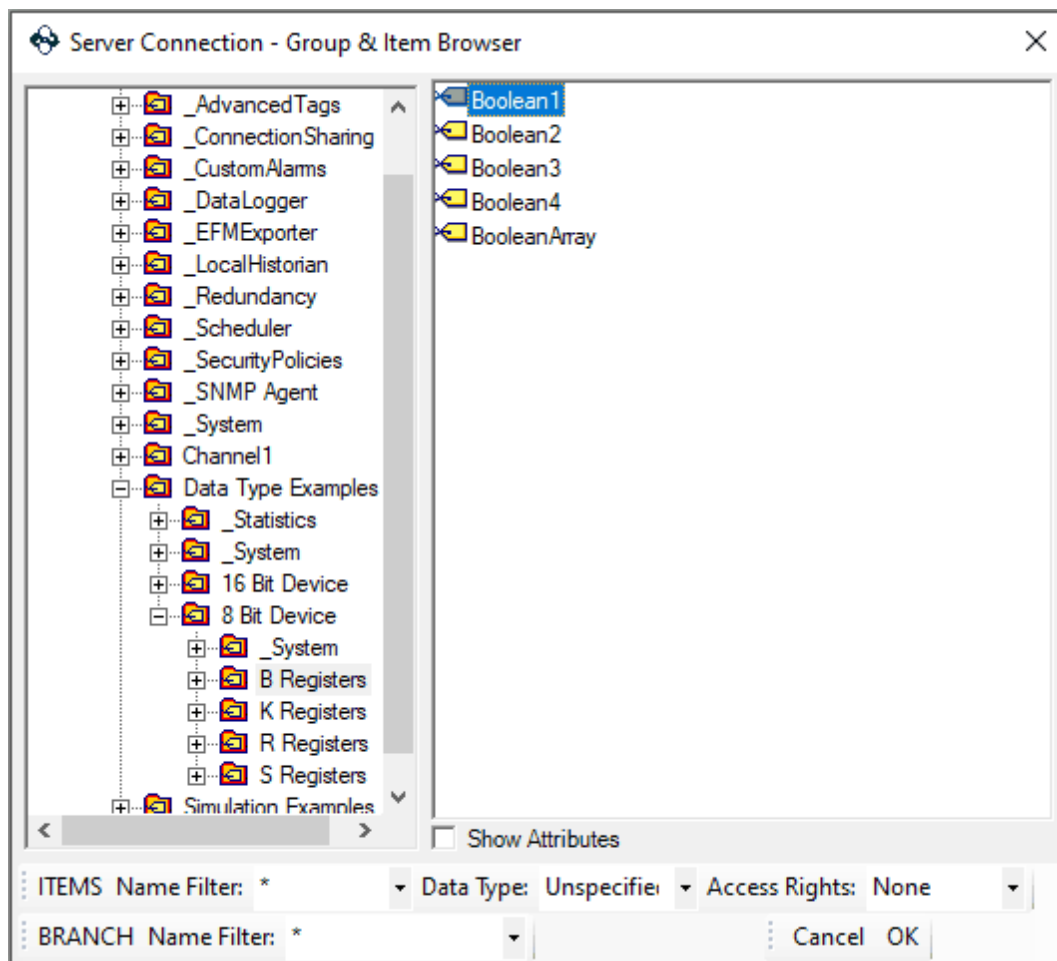 Server Connection - Group & Item Browser
_AdvancedTags
_ConnectionSharing
_CustomAlarms
_DataLogger
_EFMExporter
_LocalHistorian
_Redundancy
_Scheduler
_SecurityPolicies
_SNMP Agent
_System
Channel1
Data Type Examples
_Statistics
_System
16 Bit Device
8 Bit Device
_System
B Registers
K Registers
R Registers
S Registers
Simulation Examples
Boolean1
Boolean2
Boolean3
Boolean4
BooleanArray
Show Attributes
ITEMS Name Filter: * Data Type: Unspecified Access Rights: None
BRANCH Name Filter: * Cancel OK